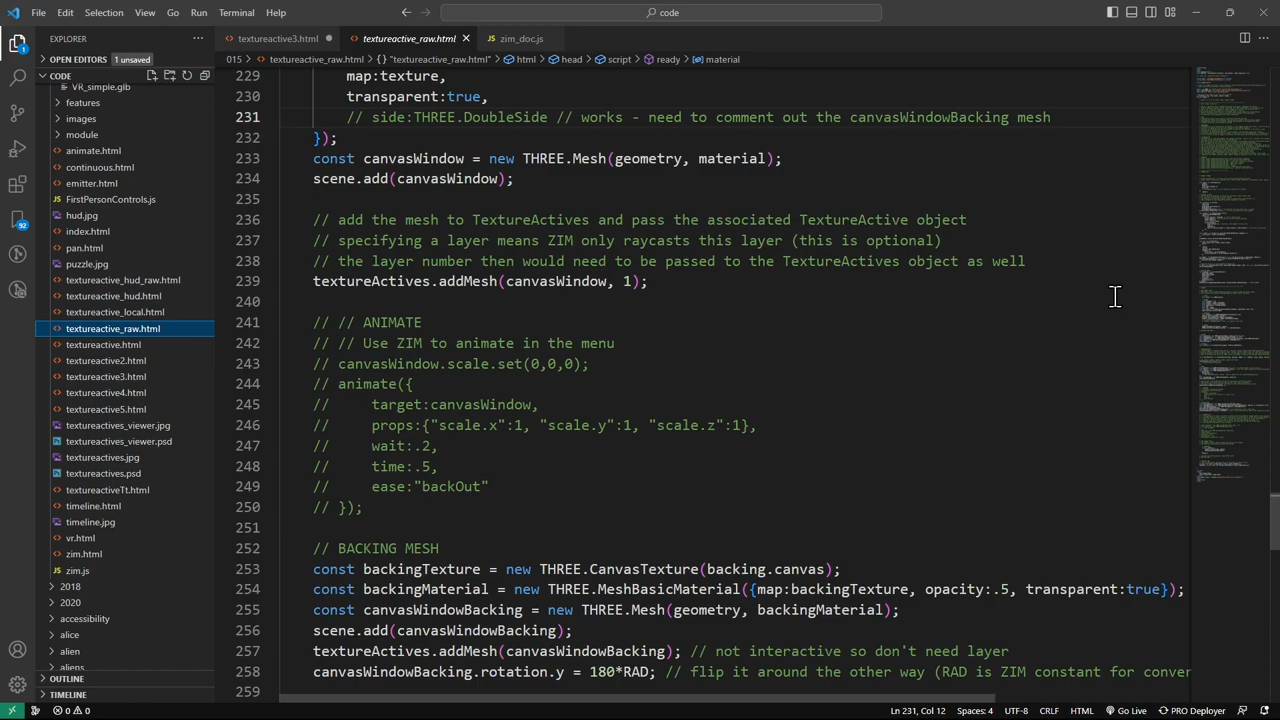 File Edit Selection View Go Run Terminal Help
code
EXPLORER
textureactive3.html
textureactive_raw.html
zim_doc.js
OPEN EDITORS 1 unsaved
015 > textureactive_raw.html > {} "textureactive_raw.html" > html > head > script > ready > material
CODE
VR_simple.glb
features
images
module
animate.html
continuous.html
emitter.html
FirstPersonControls.js
hud.jpg
index.html
pan.html
puzzle.jpg
textureactive_hud_raw.html
textureactive_hud.html
textureactive_local.html
textureactive_raw.html
textureactive.html
textureactive2.html
textureactive3.html
textureactive4.html
textureactive5.html
textureactives_viewer.jpg
textureactives_viewer.psd
textureactives.jpg
textureactives.psd
textureactiveTt.html
timeline.html
timeline.jpg
vr.html
zim.html
zim.js
2018
2020
accessibility
alice
alien
aliens
OUTLINE
TIMELINE
92
229 map:texture,
230 transparent:true,
231 // side:THREE.DoubleSide // works - need to comment out the canvasWindowBacking mesh
232 });
233 const canvasWindow = new THREE.Mesh(geometry, material);
234 scene.add(canvasWindow);
235
236 // add the mesh to TextureActives and pass the associated TextureActive object
237 // specifying a layer means ZIM only raycasts this layer (this is optional)
238 // the layer number then would need to be passed to the TextureActives object as well
239 textureActives.addMesh(canvasWindow, 1);
240
241 // // ANIMATE
242 // // Use ZIM to animate in the menu
243 // canvasWindow.scale.set(0,0,0);
244 // animate({
245 // target:canvasWindow,
246 // props:{"scale.x":1, "scale.y":1, "scale.z":1},
247 // wait:.2,
248 // time:.5,
249 // ease:"backOut"
250 // });
251
252 // BACKING MESH
253 const backingTexture = new THREE.CanvasTexture(backing.canvas);
254 const backingMaterial = new THREE.MeshBasicMaterial({map:backingTexture, opacity:.5, transparent:true});
255 const canvasWindowBacking = new THREE.Mesh(geometry, backingMaterial);
256 scene.add(canvasWindowBacking);
257 textureActives.addMesh(canvasWindowBacking); // not interactive so don't need layer
258 canvasWindowBacking.rotation.y = 180*RAD; // flip it around the other way (RAD is ZIM constant for conver
259
0 0 Ln 231, Col 12 Spaces: 4 UTF-8 CRLF HTML Go Live PRO Deployer